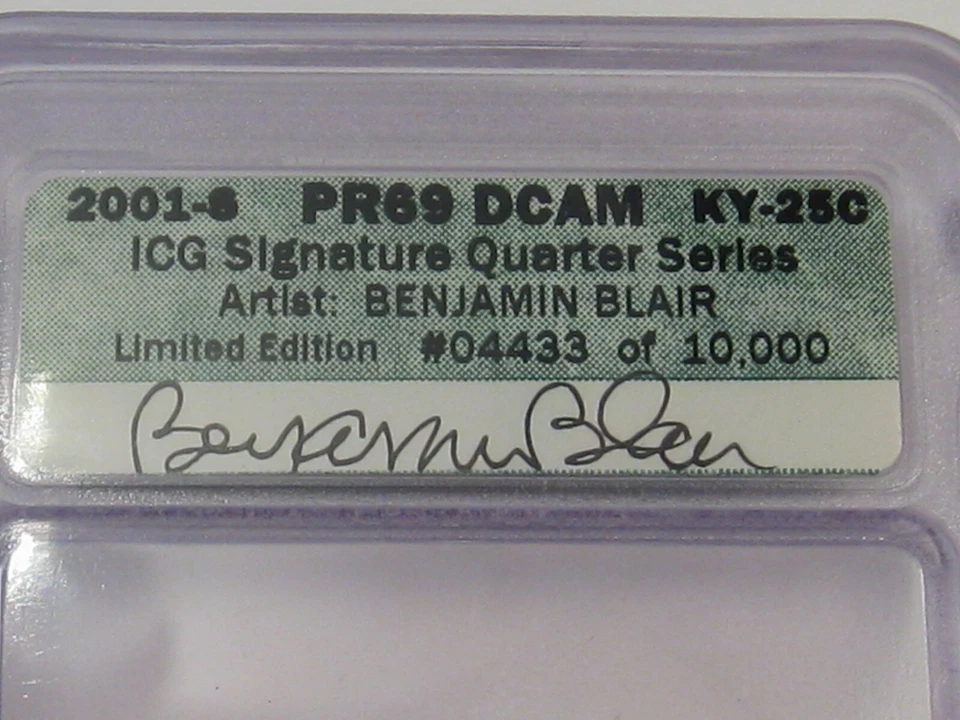 2001-S PR69 DCAM KY-25C
ICG Signature Quarter Series
Artist: BENJAMIN BLAIR
Limited Edition #04433 of 10,000
Benjamin Blair